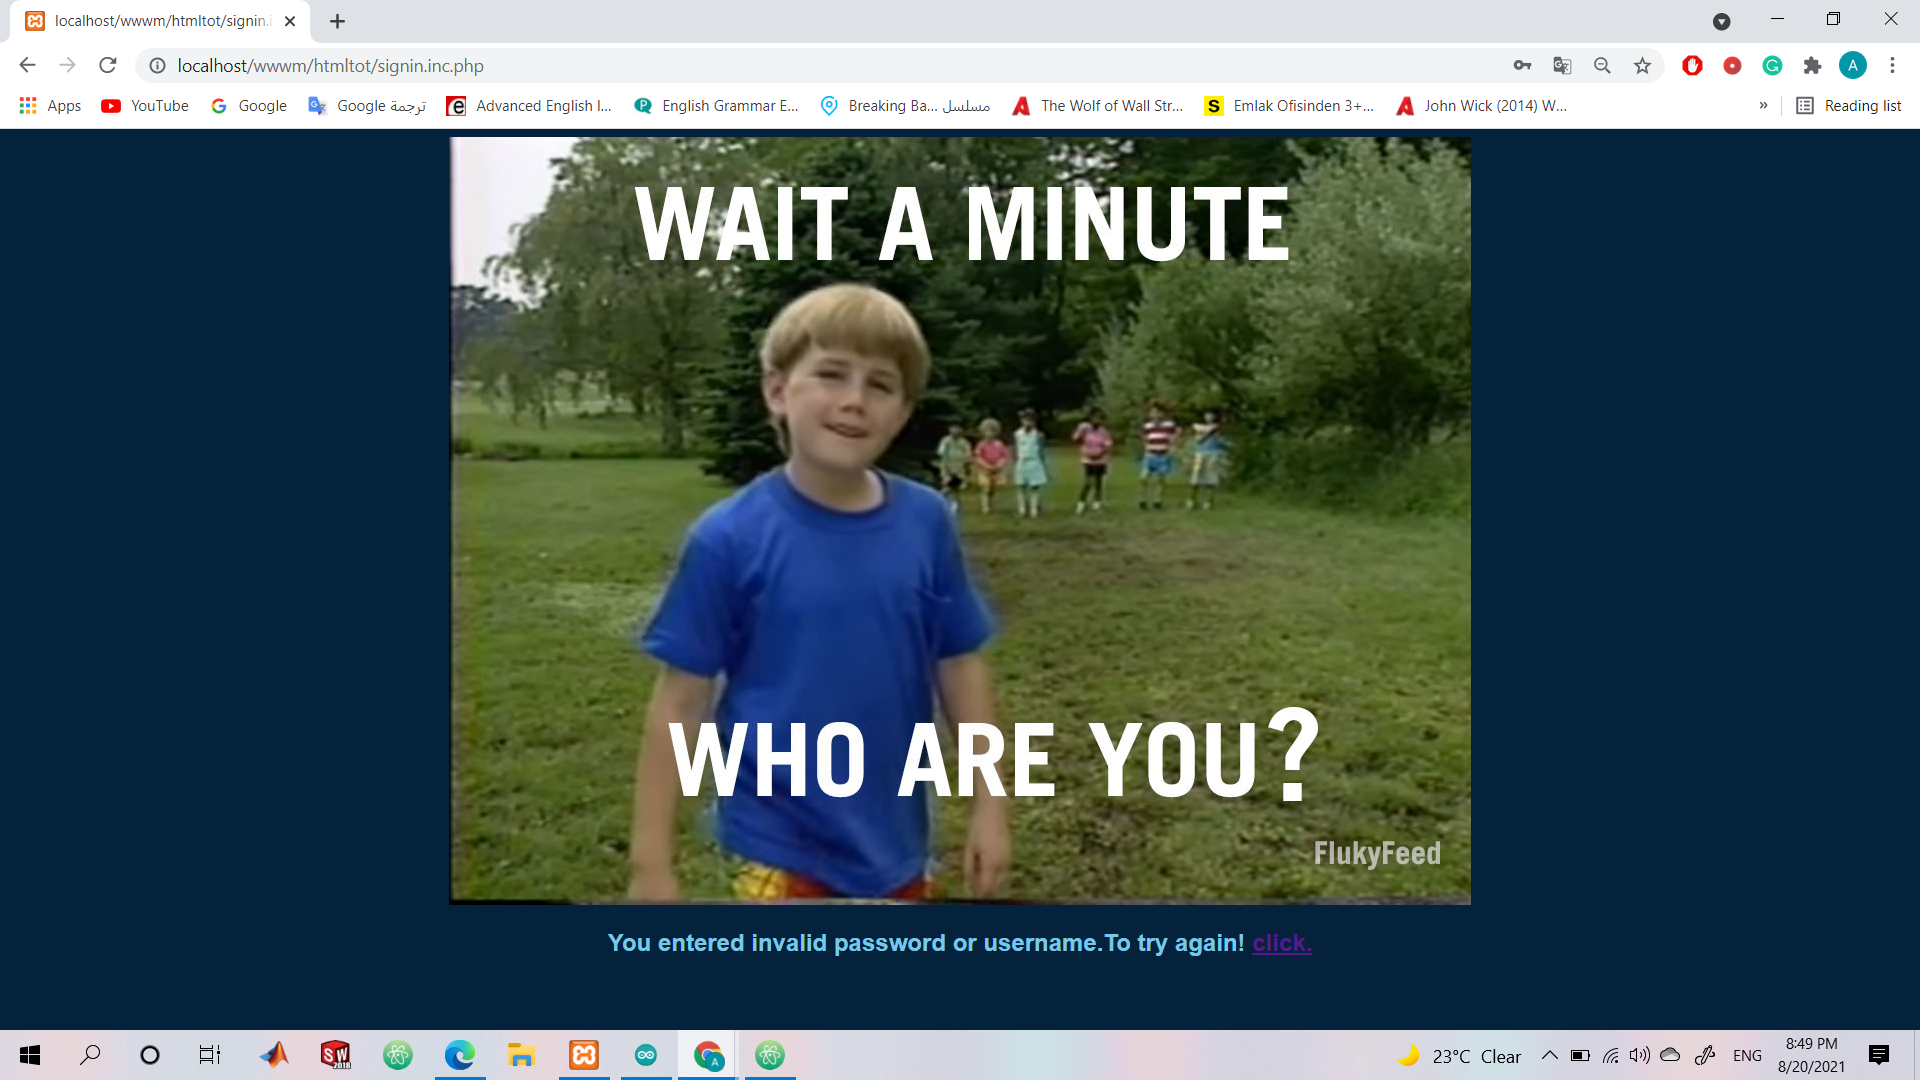 localhost/wwwm/htmltot/signin.i
localhost/wwwm/htmltot/signin.inc.php
A
Apps YouTube Google Google ترجمة Advanced English I... English Grammar E... Breaking Ba... مسلسل The Wolf of Wall Str... Emlak Ofisinden 3+... John Wick (2014) W... » Reading list
WAIT A MINUTE
WHO ARE YOU?
FlukyFeed
You entered invalid password or username.To try again! click.
SW 2018
A
23°C Clear
ENG
8:49 PM
8/20/2021